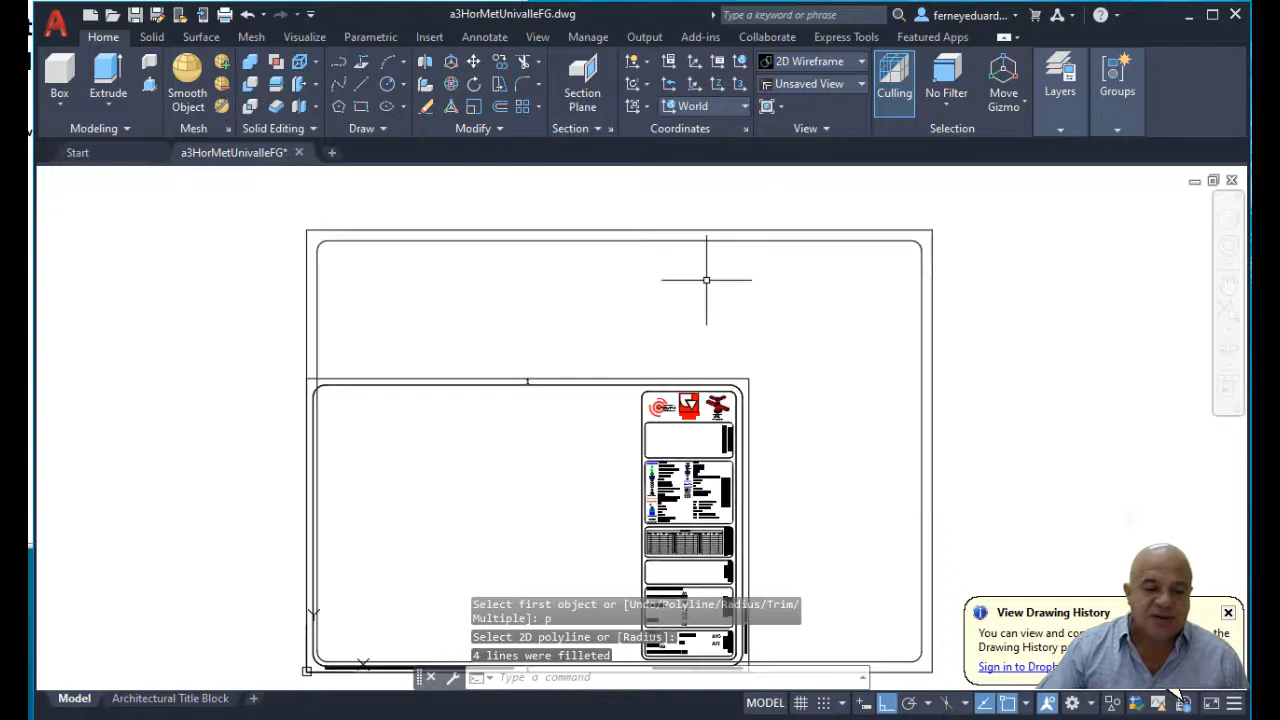 a3HorMetUnivalleFG.dwg
Type a keyword or phrase
ferneyeduard...
Home Solid Surface Mesh Visualize Parametric Insert Annotate View Manage Output Add-ins Collaborate Express Tools Featured Apps
2D Wireframe
Unsaved View
World
Box
Extrude
Smooth
Object
Section
Plane
Culling
No Filter
Move
Gizmo
Layers
Groups
Modeling
Mesh
Solid Editing
Draw
Modify
Section
Coordinates
View
Selection
Start
a3HorMetUnivalleFG*
Select first object or [Undo/Polyline/Radius/Trim/
Multiple]: p
Select 2D polyline or [Radius]:
4 lines were filleted
Type a command
View Drawing History
You can view and
the
Drawing History
Sign in to Dropb
Model
Architectural Title Block
MODEL